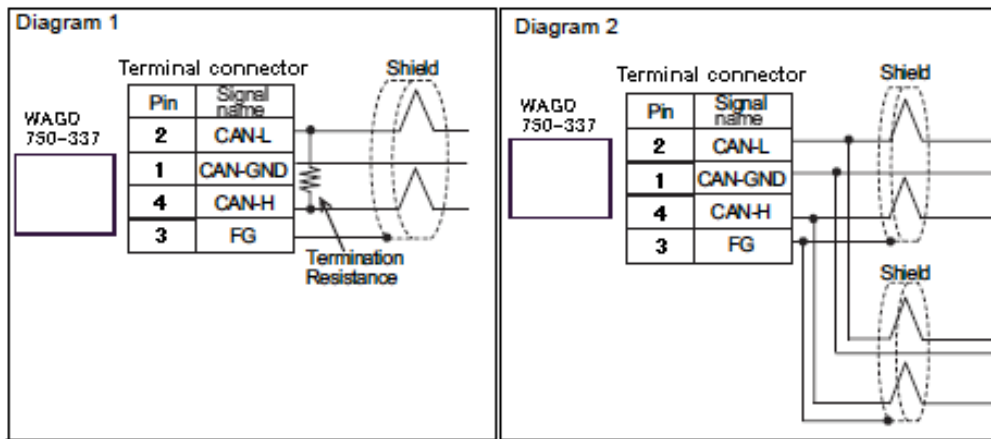 Diagram 1
Terminal connector
Shield
WAGO
750-337
Pin Signal name
2 CAN-L
1 CAN-GND
4 CAN-H
3 FG
Termination
Resistance
Diagram 2
Terminal connector
Shield
WAGO
750-337
Pin Signal name
2 CAN-L
1 CAN-GND
4 CAN-H
3 FG
Shield